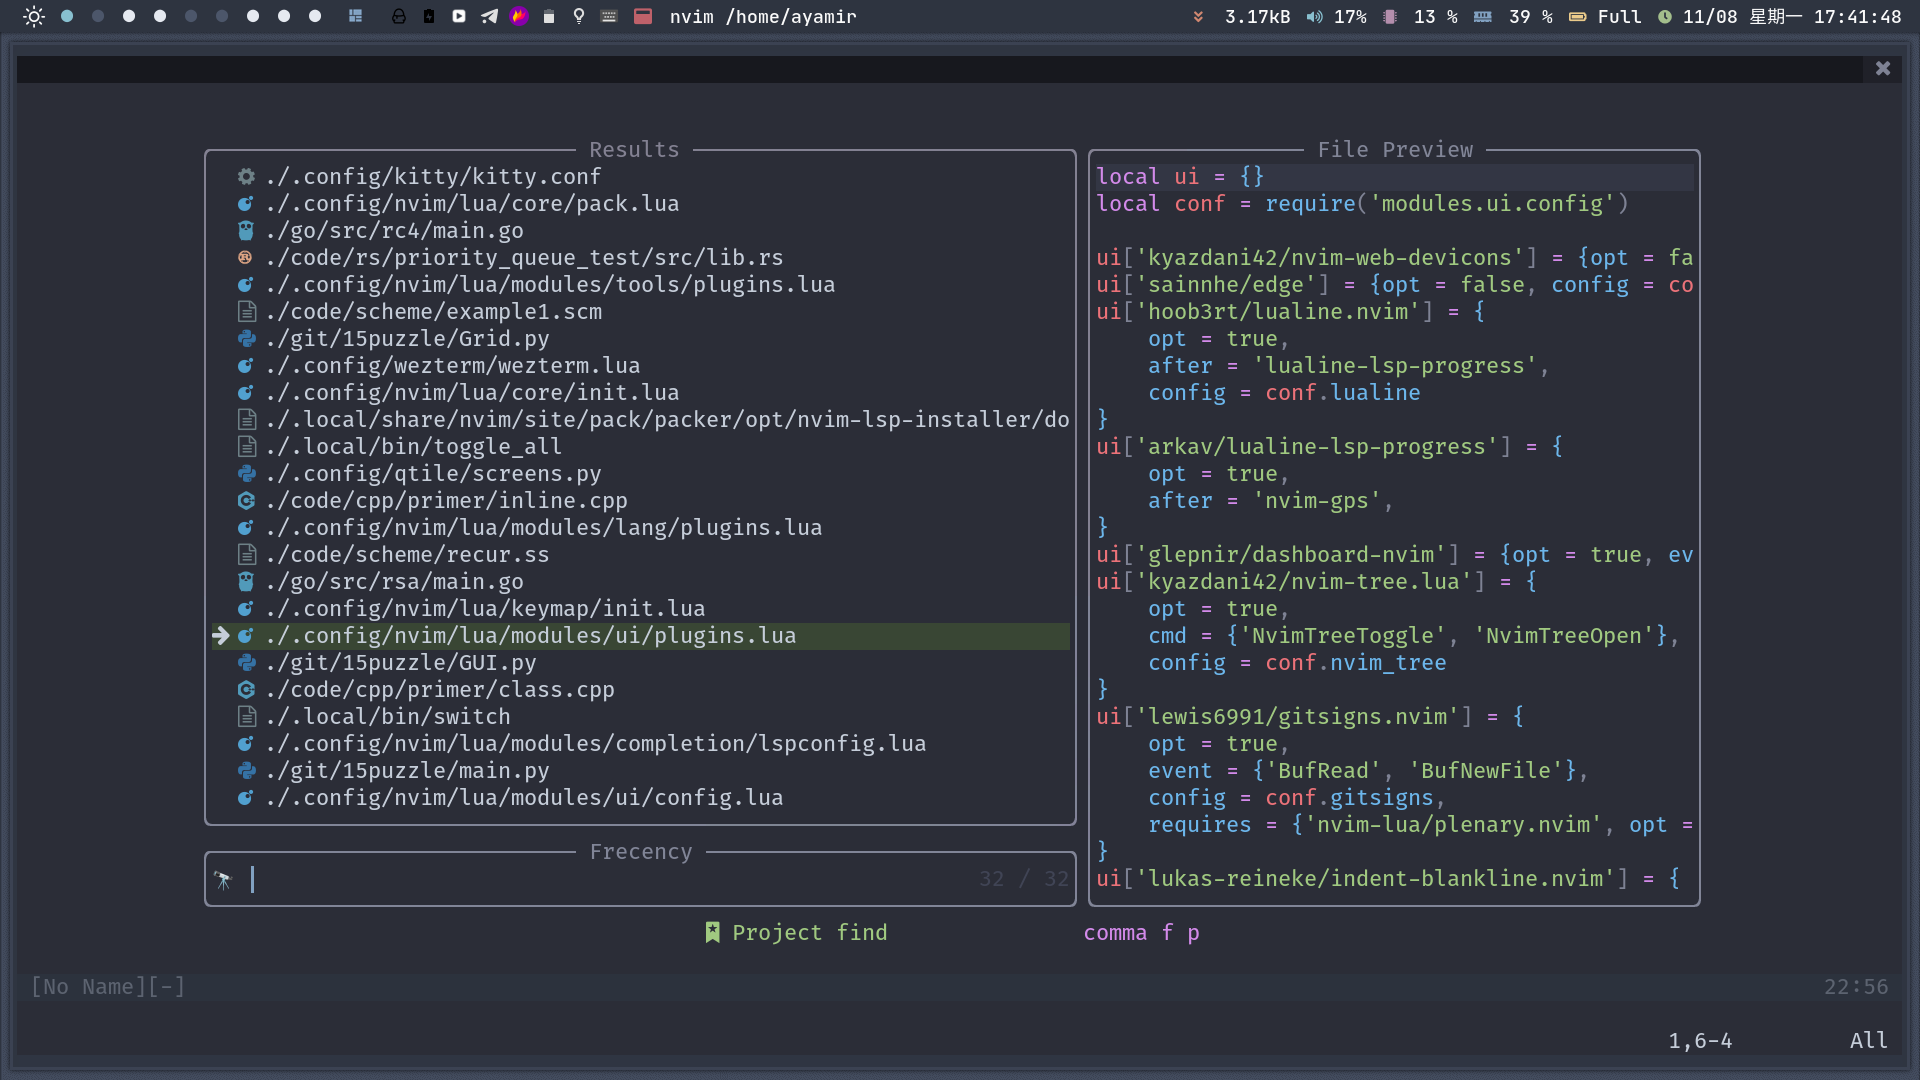 nvim /home/ayamir
3.17kB 17% 13 % 39 % Full 11/08 星期一 17:41:48
Results
./.config/kitty/kitty.conf
./.config/nvim/lua/core/pack.lua
./go/src/rc4/main.go
./code/rs/priority_queue_test/src/lib.rs
./.config/nvim/lua/modules/tools/plugins.lua
./code/scheme/example1.scm
./git/15puzzle/Grid.py
./.config/wezterm/wezterm.lua
./.config/nvim/lua/core/init.lua
./.local/share/nvim/site/pack/packer/opt/nvim-lsp-installer/do
./.local/bin/toggle_all
./.config/qtile/screens.py
./code/cpp/primer/inline.cpp
./.config/nvim/lua/modules/lang/plugins.lua
./code/scheme/recur.ss
./go/src/rsa/main.go
./.config/nvim/lua/keymap/init.lua
./.config/nvim/lua/modules/ui/plugins.lua
./git/15puzzle/GUI.py
./code/cpp/primer/class.cpp
./.local/bin/switch
./.config/nvim/lua/modules/completion/lspconfig.lua
./git/15puzzle/main.py
./.config/nvim/lua/modules/ui/config.lua
Frecency
32 / 32
File Preview
local ui = {}
local conf = require('modules.ui.config')
ui['kyazdani42/nvim-web-devicons'] = {opt = fa
ui['sainnhe/edge'] = {opt = false, config = co
ui['hoob3rt/lualine.nvim'] = {
opt = true,
after = 'lualine-lsp-progress',
config = conf.lualine
}
ui['arkav/lualine-lsp-progress'] = {
opt = true,
after = 'nvim-gps',
}
ui['glepnir/dashboard-nvim'] = {opt = true, ev
ui['kyazdani42/nvim-tree.lua'] = {
opt = true,
cmd = {'NvimTreeToggle', 'NvimTreeOpen'},
config = conf.nvim_tree
}
ui['lewis6991/gitsigns.nvim'] = {
opt = true,
event = {'BufRead', 'BufNewFile'},
config = conf.gitsigns,
requires = {'nvim-lua/plenary.nvim', opt =
}
ui['lukas-reineke/indent-blankline.nvim'] = {
Project find comma f p
[No Name][-] 22:56
1,6-4 All